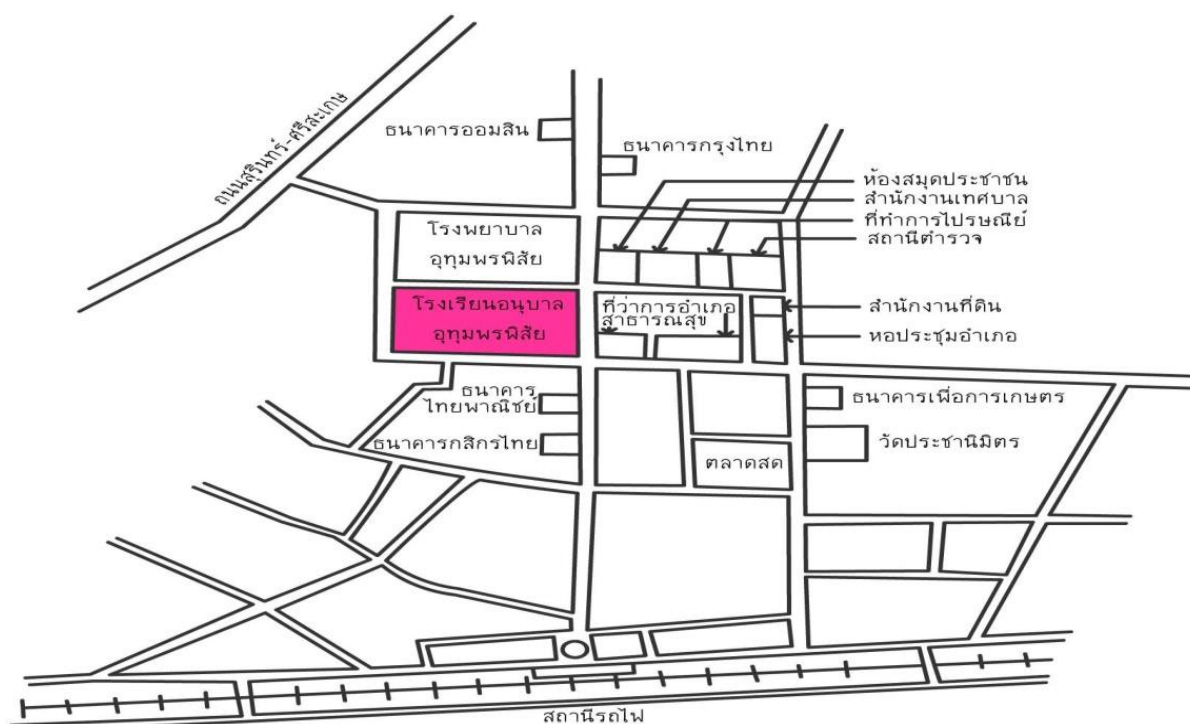 ถนนสุรินทร์-ศรีสะเกษ
ธนาคารออมสิน
ธนาคารกรุงไทย
ห้องสมุดประชาชน
สำนักงานเทศบาล
ที่ทำการไปรษณีย์
สถานีตำรวจ
โรงพยาบาล
อุทุมพรพิสัย
โรงเรียนอนุบาล
อุทุมพรพิสัย
ที่ว่าการอำเภอ
สาธารณสุข
สำนักงานที่ดิน
หอประชุมอำเภอ
ธนาคาร
ไทยพาณิชย์
ธนาคารกสิกรไทย
ตลาดสด
ธนาคารเพื่อการเกษตร
วัดประชานิมิตร
สถานีรถไฟ